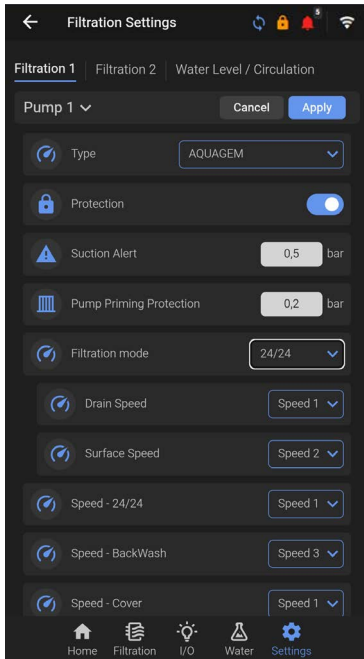 Filtration Settings
5
Filtration 1 Filtration 2 Water Level / Circulation
Pump 1 Cancel Apply
Type AQUAGEM
Protection
Suction Alert 0,5 bar
Pump Priming Protection 0,2 bar
Filtration mode 24/24
Drain Speed Speed 1
Surface Speed Speed 2
Speed - 24/24 Speed 1
Speed - BackWash Speed 3
Speed - Cover Speed 1
Home Filtration I/O Water Settings